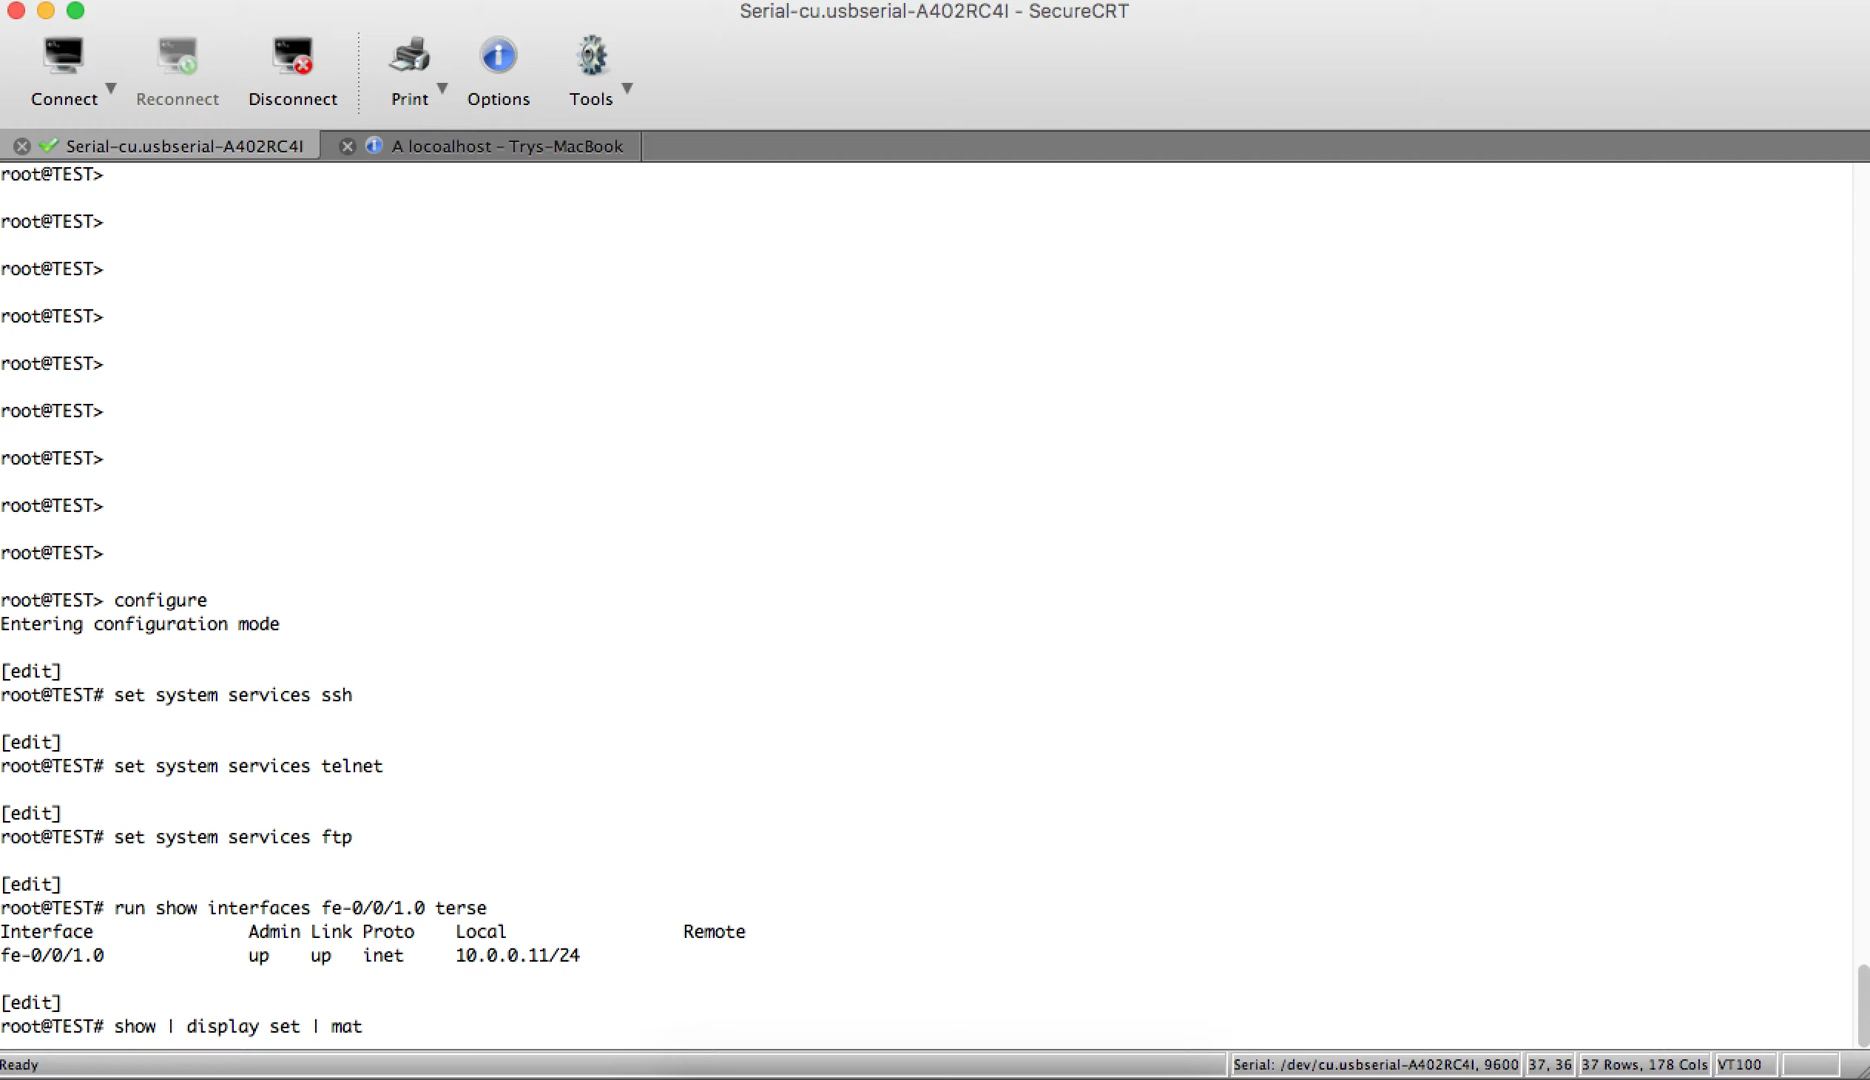 Serial-cu.usbserial-A402RC4I - SecureCRT
Connect Reconnect Disconnect Print Options Tools
Serial-cu.usbserial-A402RC4I A locoalhost - Trys-MacBook
root@TEST>
root@TEST>
root@TEST>
root@TEST>
root@TEST>
root@TEST>
root@TEST>
root@TEST>
root@TEST>
root@TEST> configure
Entering configuration mode
[edit]
root@TEST# set system services ssh
[edit]
root@TEST# set system services telnet
[edit]
root@TEST# set system services ftp
[edit]
root@TEST# run show interfaces fe-0/0/1.0 terse
Interface Admin Link Proto Local Remote
fe-0/0/1.0 up up inet 10.0.0.11/24
[edit]
root@TEST# show | display set | mat
Ready Serial: /dev/cu.usbserial-A402RC4I, 9600 37, 36 37 Rows, 178 Cols VT100